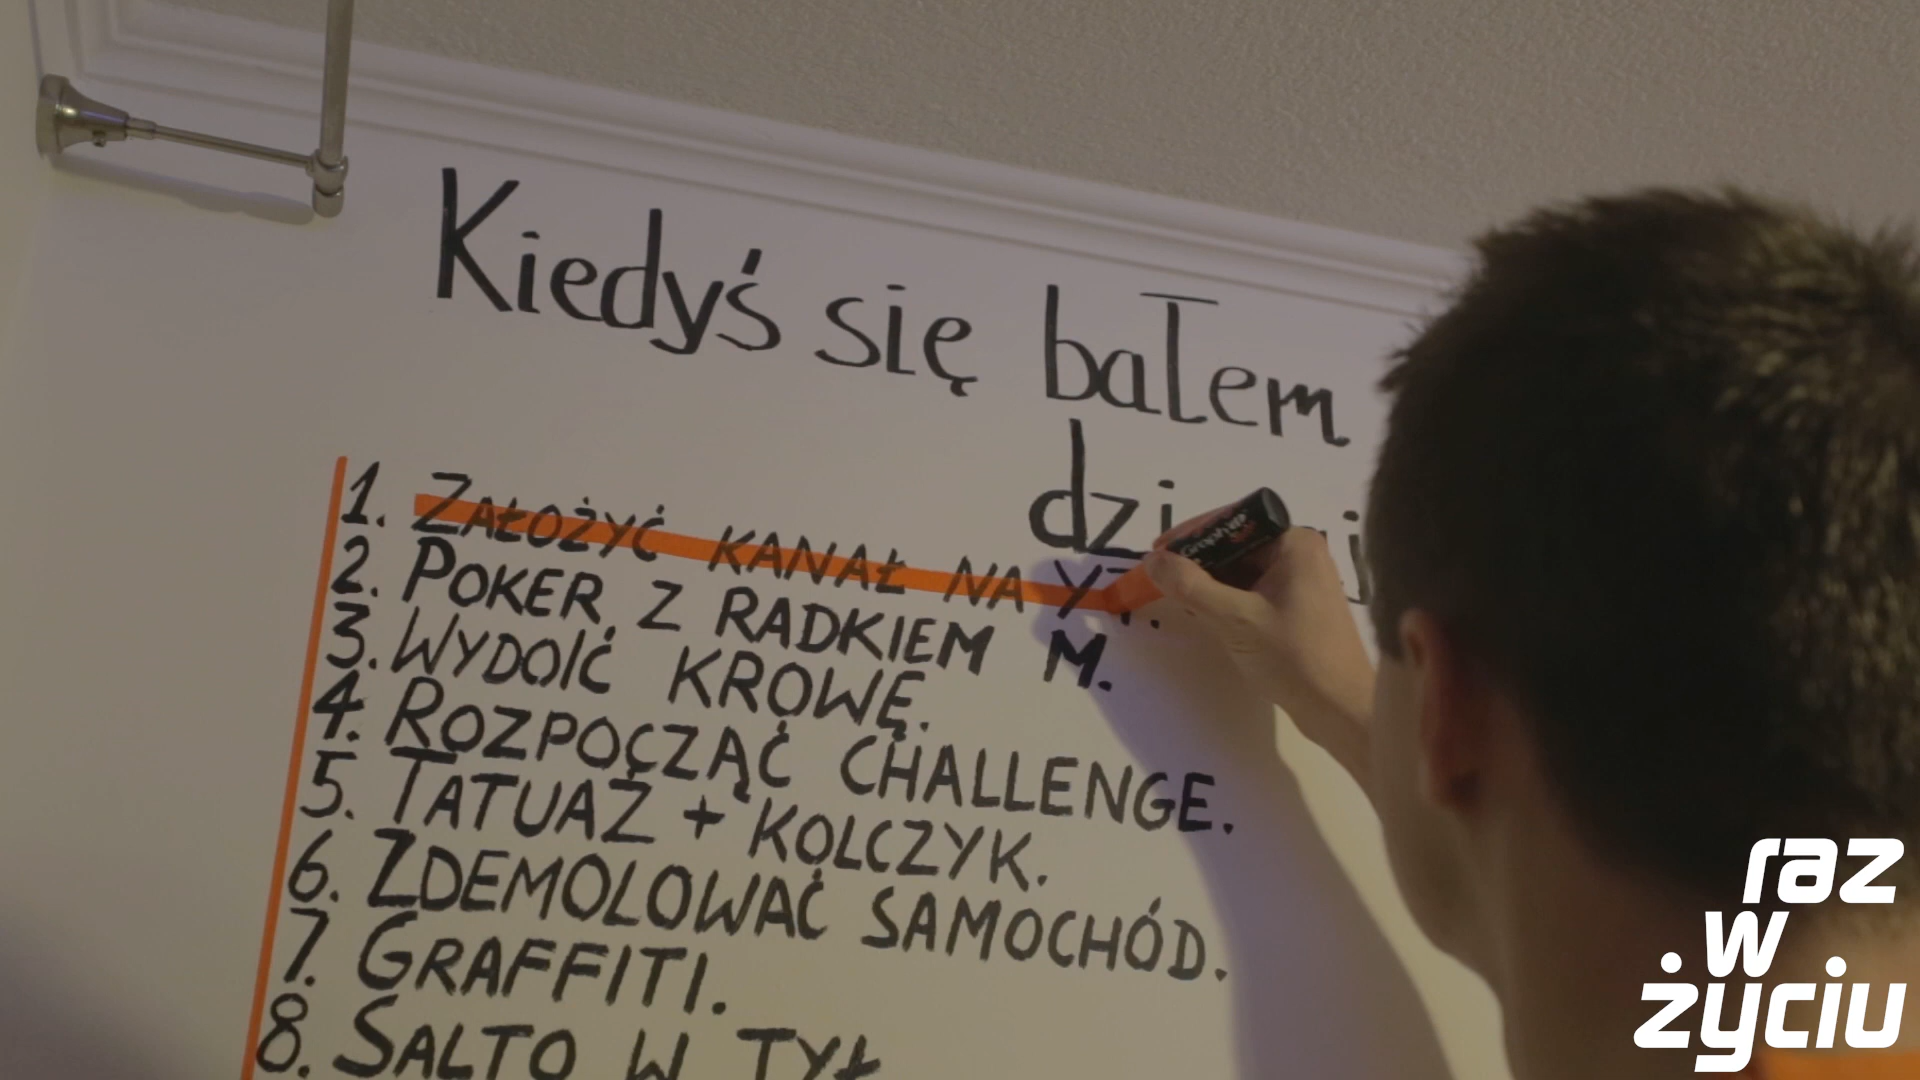 Kiedyś się bałem
1. ZAŁOŻYĆ KANAŁ NA YT.
2. POKER Z RADKIEM M.
3. WYDOIĆ KROWĘ.
4. ROZPOCZĄĆ CHALLENGE.
5. TATUAŻ + KOLCZYK.
6. ZDEMOLOWAĆ SAMOCHÓD.
7. GRAFFITI.
8. SALTO W TYŁ
raz
w
życiu